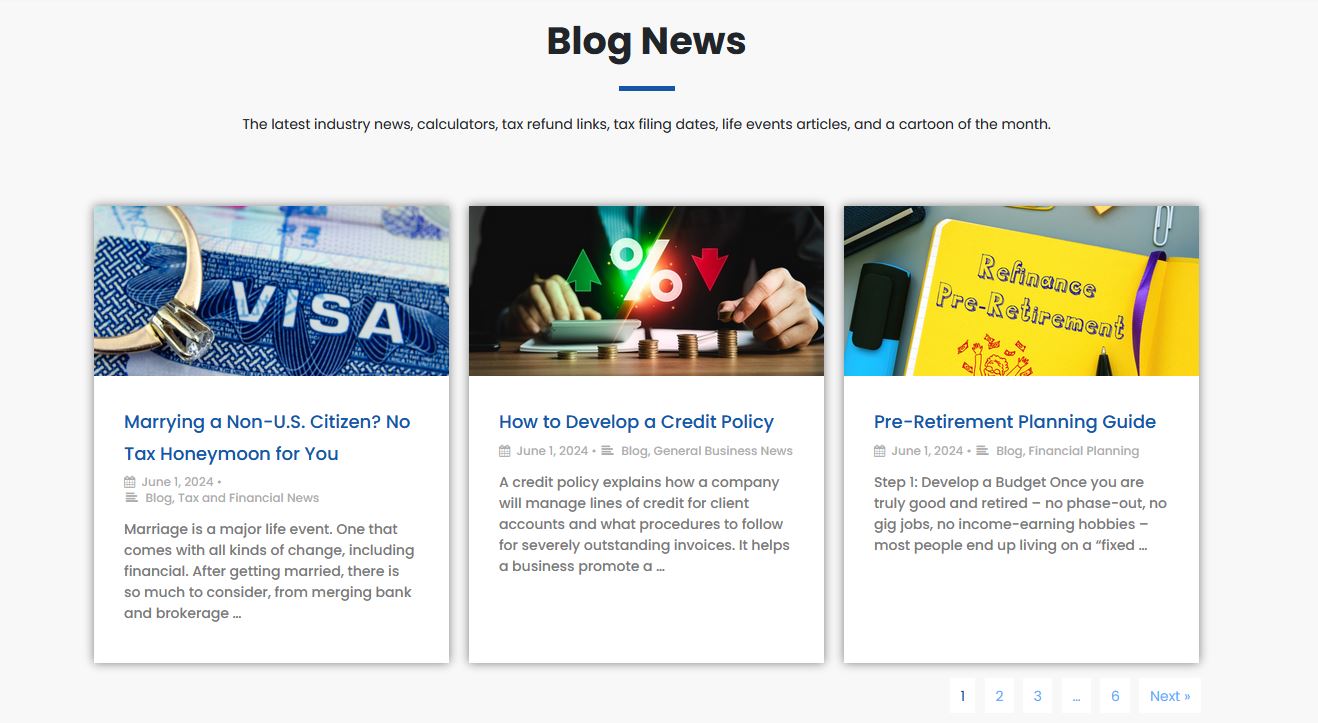 Blog News
The latest industry news, calculators, tax refund links, tax filing dates, life events articles, and a cartoon of the month.
VISA
Marrying a Non-U.S. Citizen? No
Tax Honeymoon for You
June 1, 2024 •
Blog, Tax and Financial News
Marriage is a major life event. One that
comes with all kinds of change, including
financial. After getting married, there is
so much to consider, from merging bank
and brokerage …
%
How to Develop a Credit Policy
June 1, 2024 • Blog, General Business News
A credit policy explains how a company
will manage lines of credit for client
accounts and what procedures to follow
for severely outstanding invoices. It helps
a business promote a …
Refinance
Pre-Retirement
Pre-Retirement Planning Guide
June 1, 2024 • Blog, Financial Planning
Step 1: Develop a Budget Once you are
truly good and retired – no phase-out, no
gig jobs, no income-earning hobbies –
most people end up living on a “fixed …
1 2 3 … 6 Next »